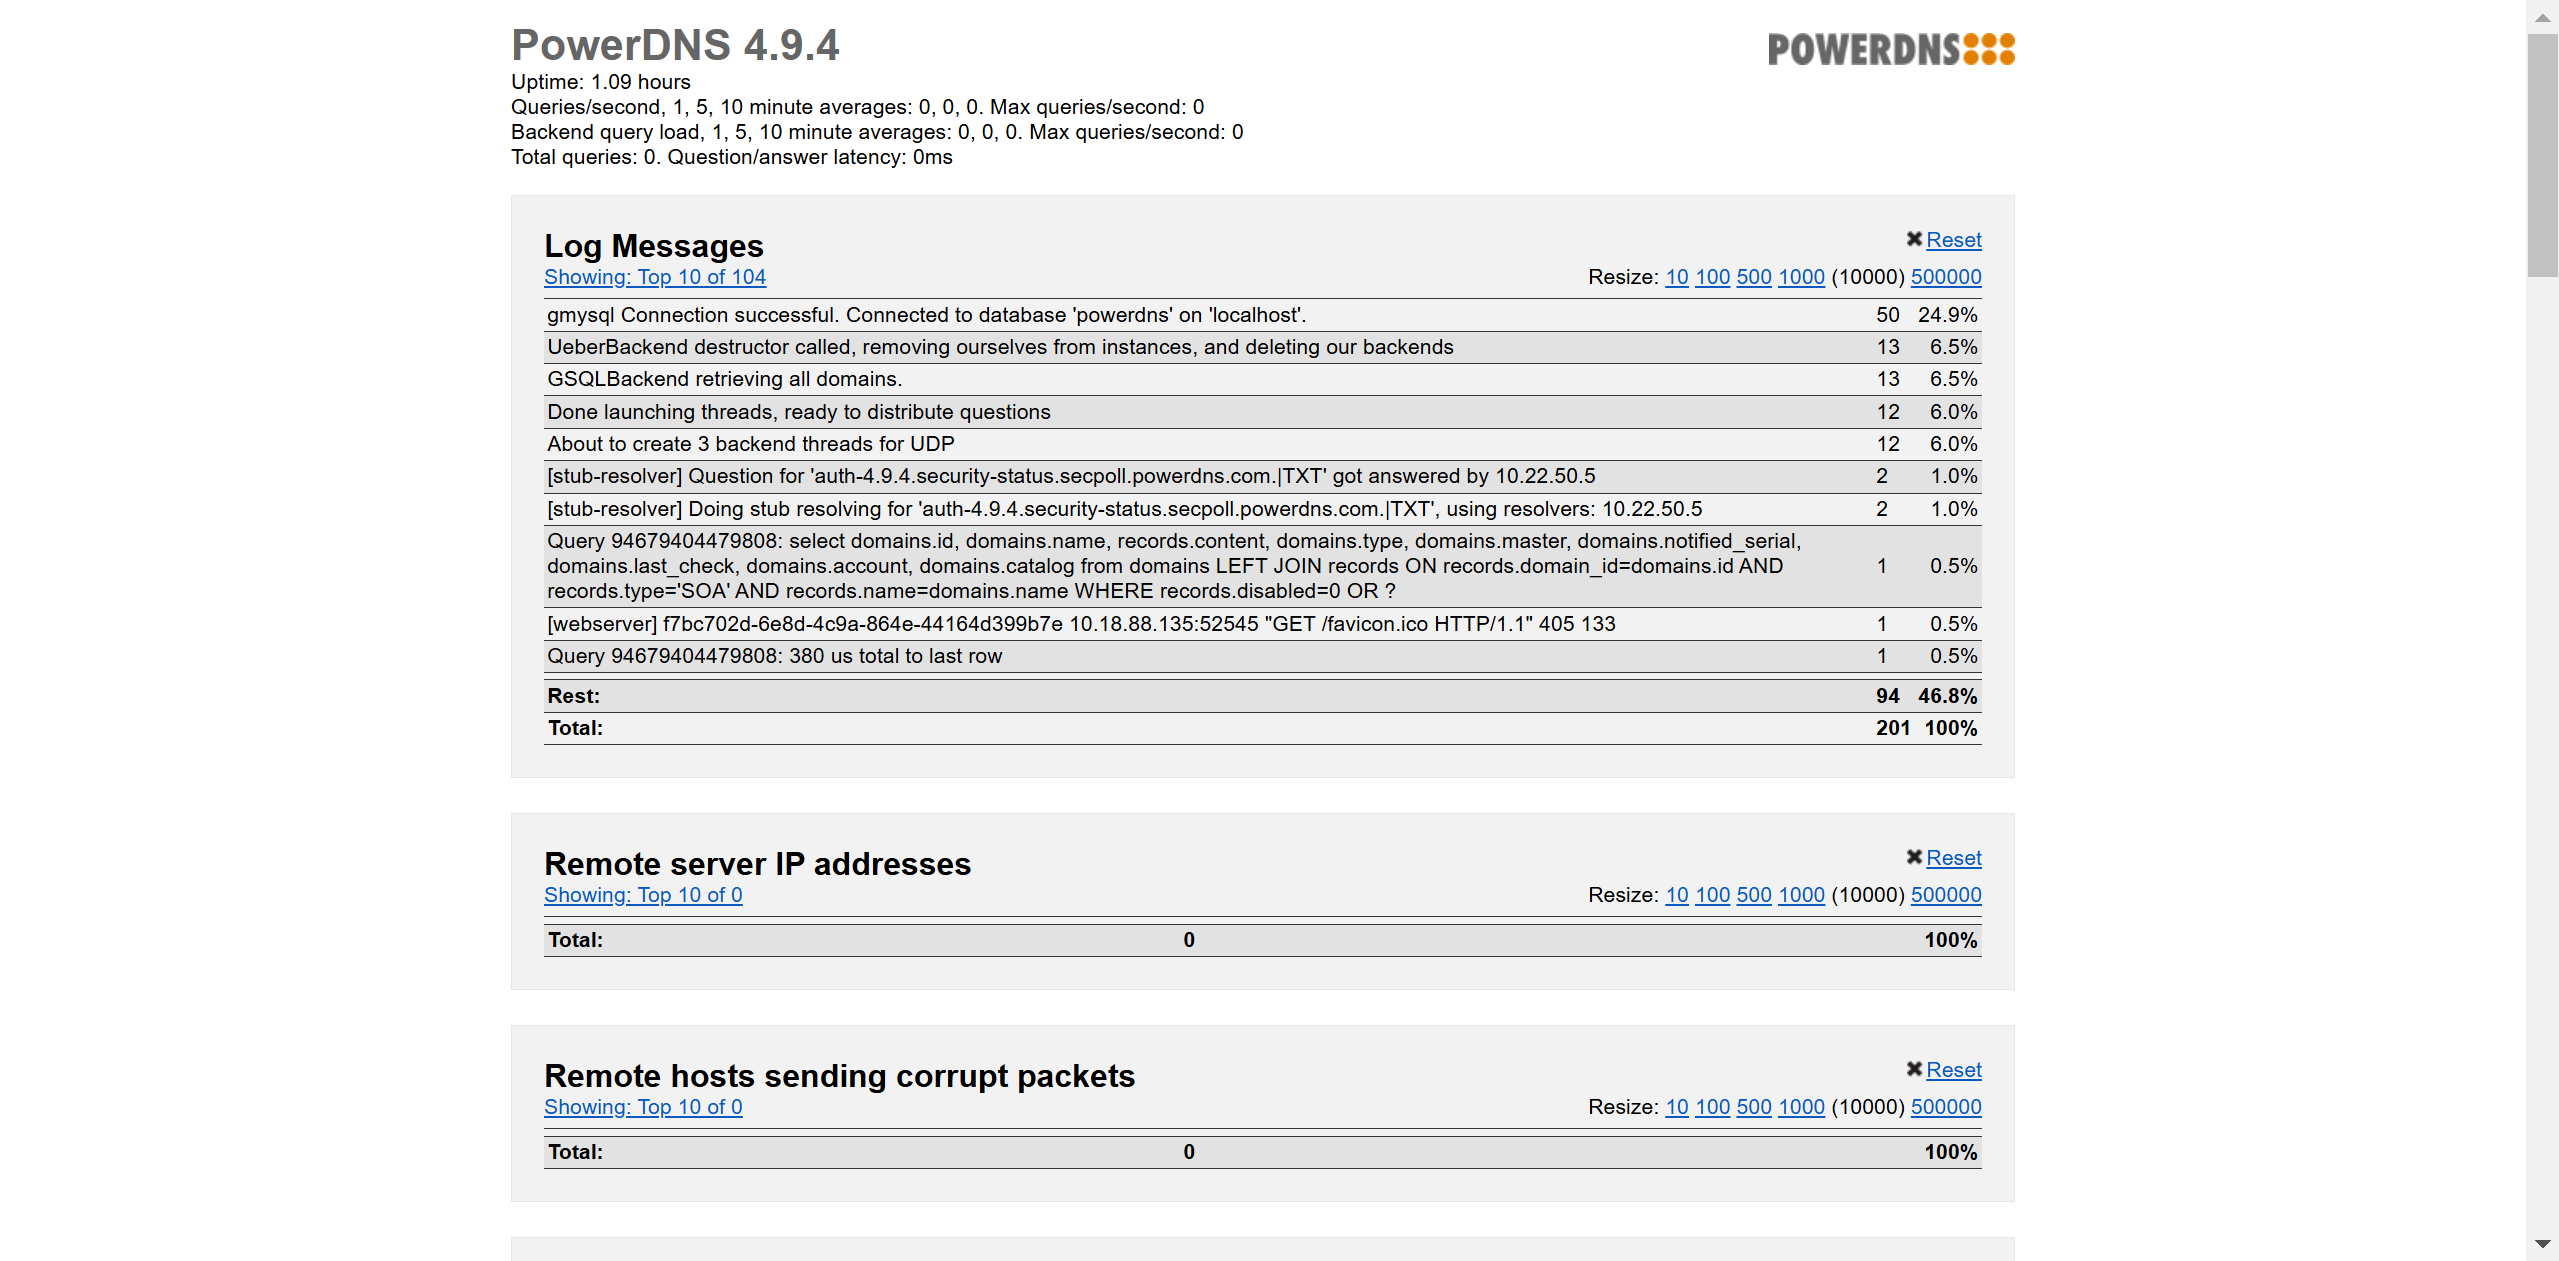 PowerDNS 4.9.4
POWERDNS
Uptime: 1.09 hours
Queries/second, 1, 5, 10 minute averages: 0, 0, 0. Max queries/second: 0
Backend query load, 1, 5, 10 minute averages: 0, 0, 0. Max queries/second: 0
Total queries: 0. Question/answer latency: 0ms
Log Messages
Reset
Showing: Top 10 of 104
Resize: 10 100 500 1000 (10000) 500000
gmysql Connection successful. Connected to database 'powerdns' on 'localhost'. 50 24.9%
UeberBackend destructor called, removing ourselves from instances, and deleting our backends 13 6.5%
GSQLBackend retrieving all domains. 13 6.5%
Done launching threads, ready to distribute questions 12 6.0%
About to create 3 backend threads for UDP 12 6.0%
[stub-resolver] Question for 'auth-4.9.4.security-status.secpoll.powerdns.com.|TXT' got answered by 10.22.50.5 2 1.0%
[stub-resolver] Doing stub resolving for 'auth-4.9.4.security-status.secpoll.powerdns.com.|TXT', using resolvers: 10.22.50.5 2 1.0%
Query 94679404479808: select domains.id, domains.name, records.content, domains.type, domains.master, domains.notified_serial,
domains.last_check, domains.account, domains.catalog from domains LEFT JOIN records ON records.domain_id=domains.id AND 1 0.5%
records.type='SOA' AND records.name=domains.name WHERE records.disabled=0 OR ?
[webserver] f7bc702d-6e8d-4c9a-864e-44164d399b7e 10.18.88.135:52545 "GET /favicon.ico HTTP/1.1" 405 133 1 0.5%
Query 94679404479808: 380 us total to last row 1 0.5%
Rest: 94 46.8%
Total: 201 100%
Remote server IP addresses
Reset
Showing: Top 10 of 0
Resize: 10 100 500 1000 (10000) 500000
Total: 0 100%
Remote hosts sending corrupt packets
Reset
Showing: Top 10 of 0
Resize: 10 100 500 1000 (10000) 500000
Total: 0 100%